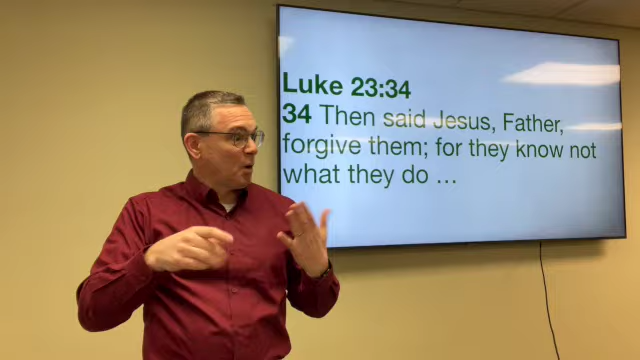 Luke 23:34
34 Then said Jesus, Father,
forgive them; for they know not
what they do ...